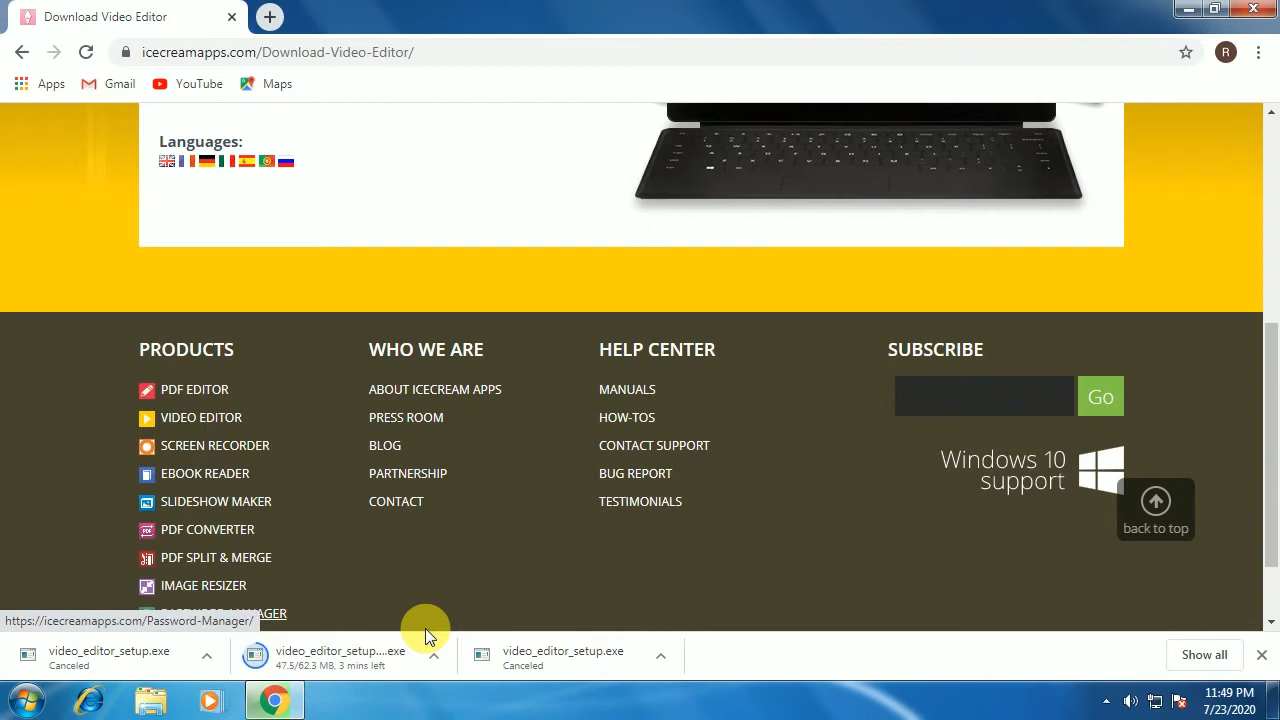 Download Video Editor
icecreamapps.com/Download-Video-Editor/
R
Apps Gmail YouTube Maps
Languages:
PRODUCTS
PDF EDITOR
VIDEO EDITOR
SCREEN RECORDER
EBOOK READER
SLIDESHOW MAKER
PDF CONVERTER
PDF SPLIT & MERGE
IMAGE RESIZER
PASSWORD MANAGER
WHO WE ARE
ABOUT ICECREAM APPS
PRESS ROOM
BLOG
PARTNERSHIP
CONTACT
HELP CENTER
MANUALS
HOW-TOS
CONTACT SUPPORT
BUG REPORT
TESTIMONIALS
SUBSCRIBE
Go
Windows 10
support
back to top
https://icecreamapps.com/Password-Manager/
video_editor_setup.exe
Canceled
video_editor_setup....exe
47.5/62.3 MB, 3 mins left
video_editor_setup.exe
Canceled
Show all
11:49 PM
7/23/2020